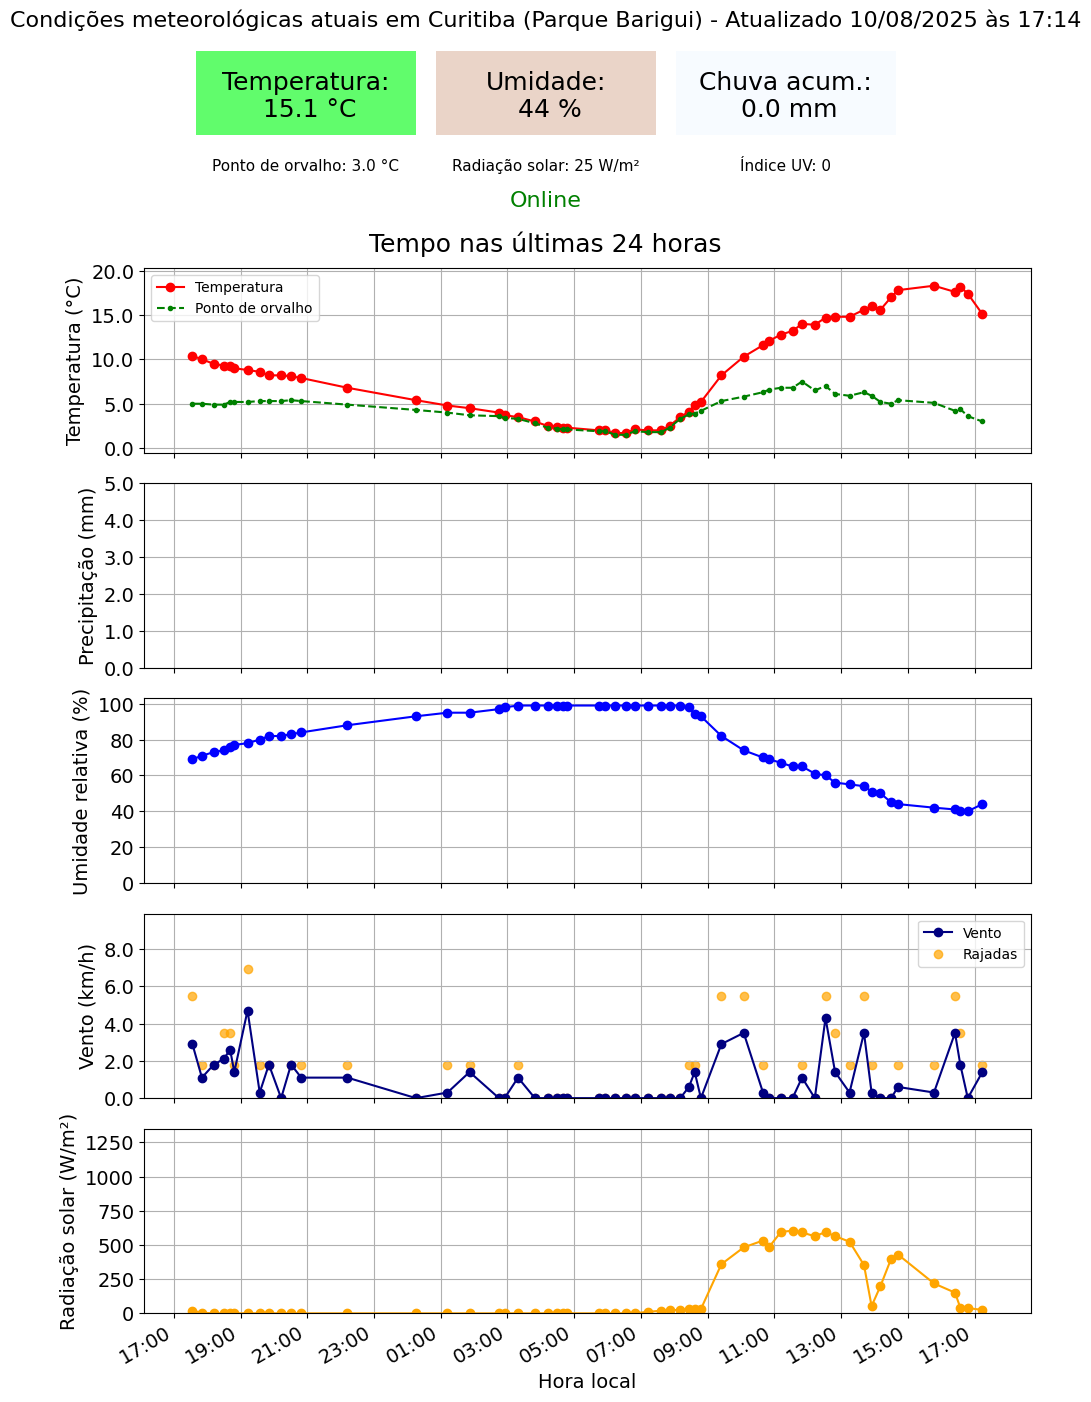 Condições meteorológicas atuais em Curitiba (Parque Barigui) - Atualizado 10/08/2025 às 17:14
Temperatura:
15.1 °C
Umidade:
44 %
Chuva acum.:
0.0 mm
Ponto de orvalho: 3.0 °C
Radiação solar: 25 W/m²
Índice UV: 0
Online
Tempo nas últimas 24 horas
Temperatura (°C)
20.0
15.0
10.0
5.0
0.0
Temperatura
Ponto de orvalho
Precipitação (mm)
5.0
4.0
3.0
2.0
1.0
0.0
Umidade relativa (%)
100
80
60
40
20
0
Vento (km/h)
8.0
6.0
4.0
2.0
0.0
Vento
Rajadas
Radiação solar (W/m²)
1250
1000
750
500
250
0
17:00
19:00
21:00
23:00
01:00
03:00
05:00
07:00
09:00
11:00
13:00
15:00
17:00
Hora local